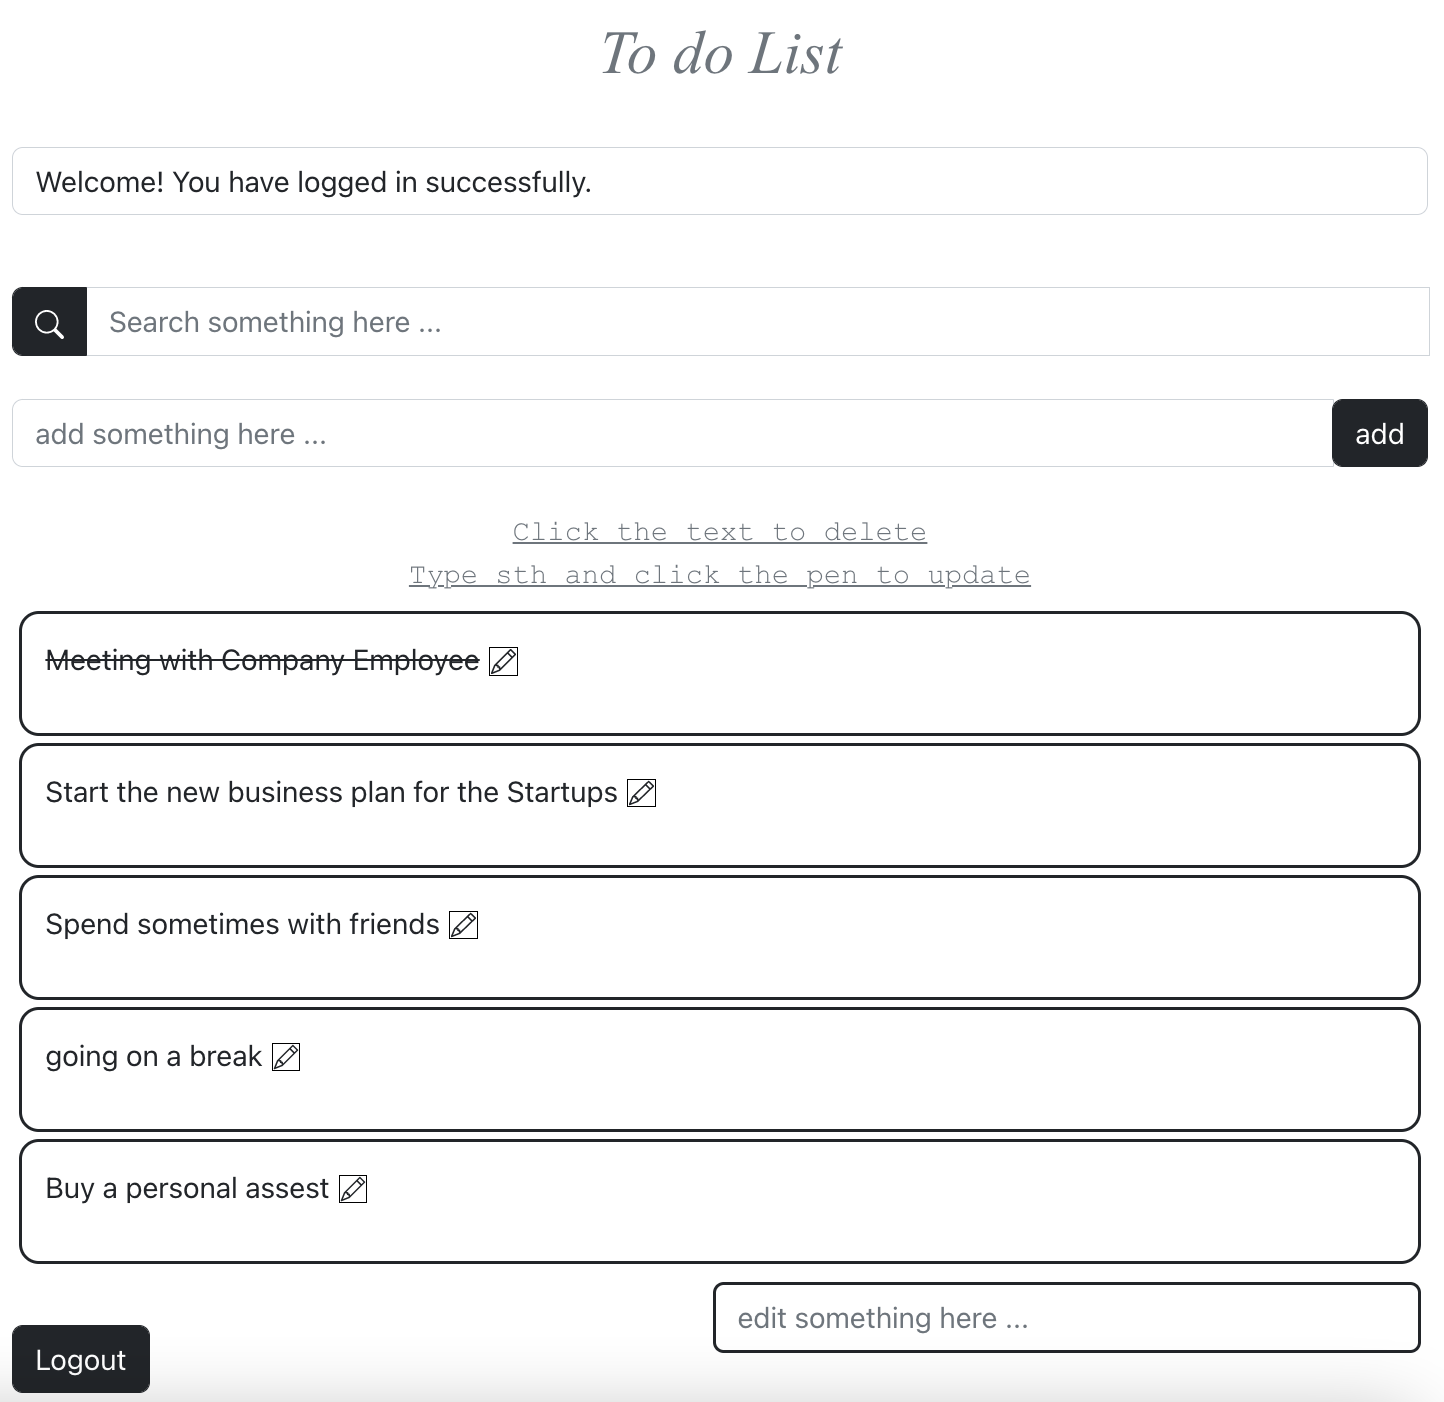 To do List
Welcome! You have logged in successfully.
Search something here ...
add something here ...
add
Click the text to delete
Type sth and click the pen to update
Meeting with Company Employee
Start the new business plan for the Startups
Spend sometimes with friends
going on a break
Buy a personal assest
edit something here ...
Logout